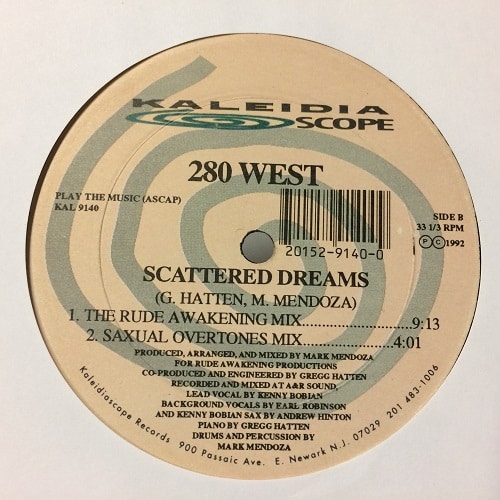 KALEIDIA
SCOPE
280 WEST
PLAY THE MUSIC (ASCAP)
KAL 9140
SIDE B
33 1/3 RPM
Ⓟ Ⓒ 1992
20152-9140-0
SCATTERED DREAMS
(G. HATTEN, M. MENDOZA)
1. THE RUDE AWAKENING MIX......................9:13
2. SAXUAL OVERTONES MIX..................4:01
PRODUCED, ARRANGED, AND MIXED BY MARK MENDOZA
FOR RUDE AWAKENING PRODUCTIONS
CO-PRODUCED AND ENGINEERED BY GREGG HATTEN
RECORDED AND MIXED AT A&R SOUND
LEAD VOCAL BY KENNY BOBIAN
BACKGROUND VOCALS BY EARL ROBINSON
AND KENNY BOBIAN SAX BY ANDREW HINTON
PIANO BY GREGG HATTEN
DRUMS AND PERCUSSION BY
MARK MENDOZA
Kaleidiascope Records 900 Passaic Ave. E. Newark N.J. 07029 201 483-1006